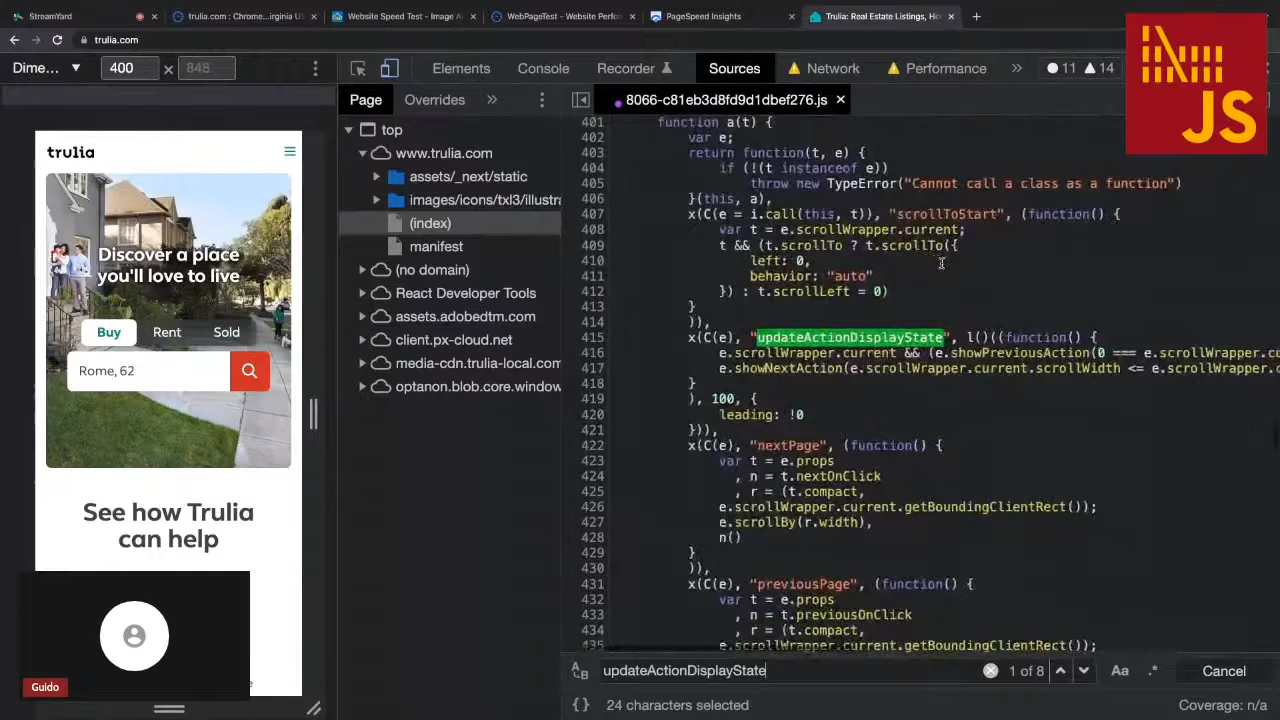 StreamYard
trulia.com : Chrome...irginia US
Website Speed Test - Image A
WebPageTest - Website Perfor
PageSpeed Insights
Trulia: Real Estate Listings, Ho
trulia.com
Dime... ▼ 400 × 848
Elements Console Recorder Sources Network Performance » 11 14
Page Overrides »
8066-c81eb3d8fd9d1dbef276.js ×
JS
top
www.trulia.com
assets/_next/static
images/icons/txl3/illustra
(index)
manifest
(no domain)
React Developer Tools
assets.adobedtm.com
client.px-cloud.net
media-cdn.trulia-local.com
optanon.blob.core.window
trulia
Discover a place
you'll love to live
Buy Rent Sold
Rome, 62
See how Trulia
can help
Guido
401 function a(t) {
402 var e;
403 return function(t, e) {
404 if (!(t instanceof e))
405 throw new TypeError("Cannot call a class as a function")
406 }(this, a),
407 x(C(e = i.call(this, t)), "scrollToStart", (function() {
408 var t = e.scrollWrapper.current;
409 t && (t.scrollTo ? t.scrollTo({
410 left: 0,
411 behavior: "auto"
412 }) : t.scrollLeft = 0)
413 }
414 )),
415 x(C(e), "updateActionDisplayState", l()((function() {
416 e.scrollWrapper.current && (e.showPreviousAction(0 === e.scrollWrapper.cu
417 e.showNextAction(e.scrollWrapper.current.scrollWidth <= e.scrollWrapper.c
418 }
419 ), 100, {
420 leading: !0
421 })),
422 x(C(e), "nextPage", (function() {
423 var t = e.props
424 , n = t.nextOnClick
425 , r = (t.compact,
426 e.scrollWrapper.current.getBoundingClientRect());
427 e.scrollBy(r.width),
428 n()
429 }
430 )),
431 x(C(e), "previousPage", (function() {
432 var t = e.props
433 , n = t.previousOnClick
434 , r = (t.compact,
435 e.scrollWrapper.current.getBoundingClientRect());
updateActionDisplayState 1 of 8 Aa .* Cancel
{} 24 characters selected Coverage: n/a